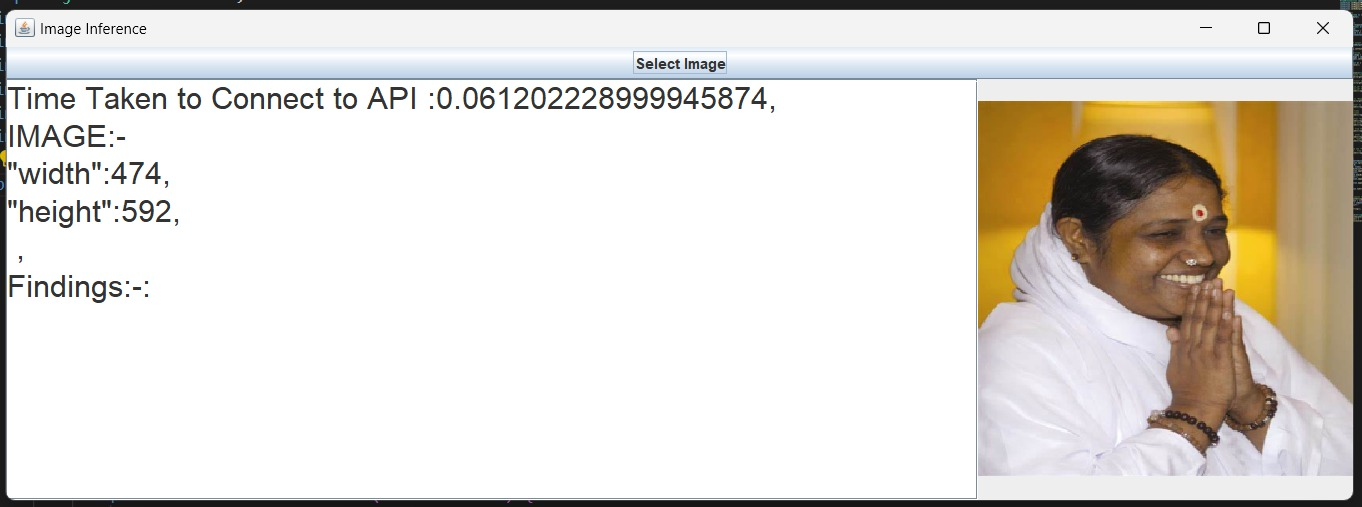 Image Inference
Select Image
Time Taken to Connect to API :0.061202228999945874,
IMAGE:-
"width":474,
"height":592,
,
Findings:-: